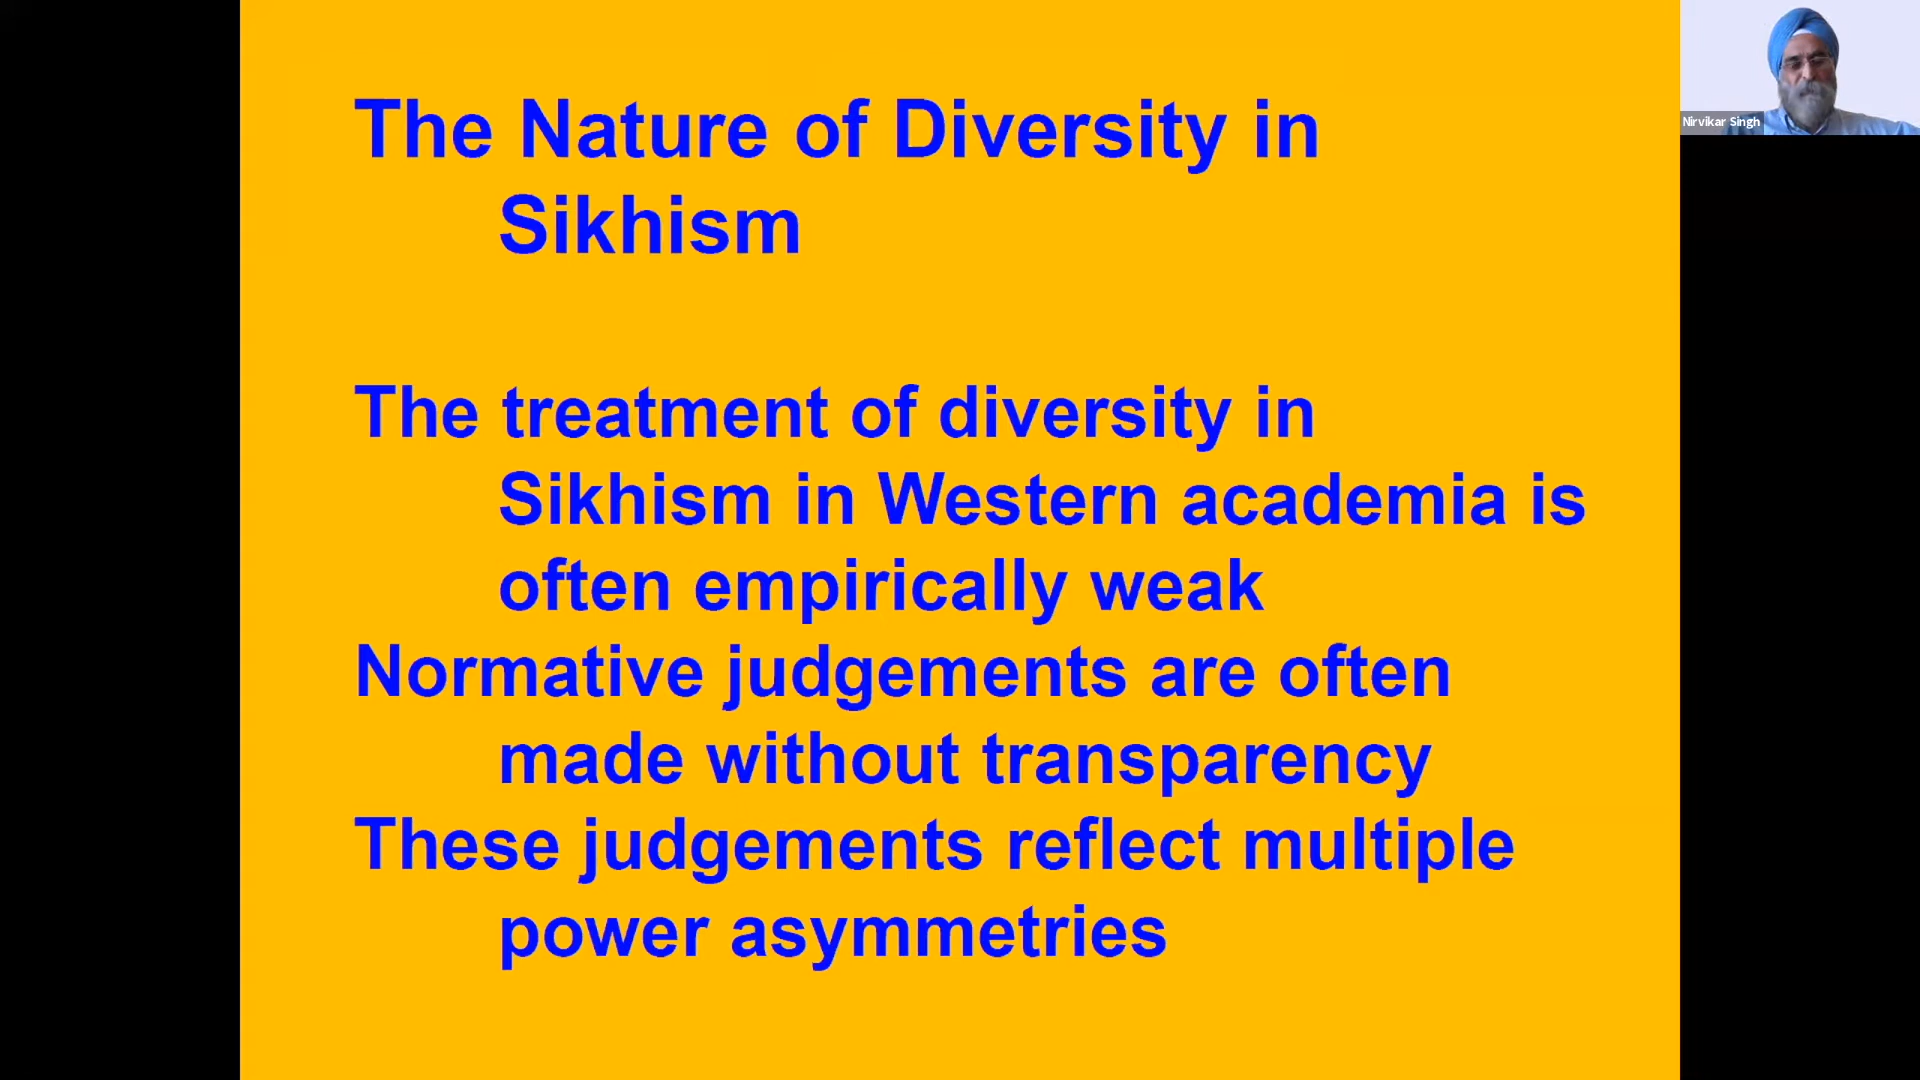 The Nature of Diversity in
Sikhism
The treatment of diversity in
Sikhism in Western academia is
often empirically weak
Normative judgements are often
made without transparency
These judgements reflect multiple
power asymmetries
Nirvikar Singh